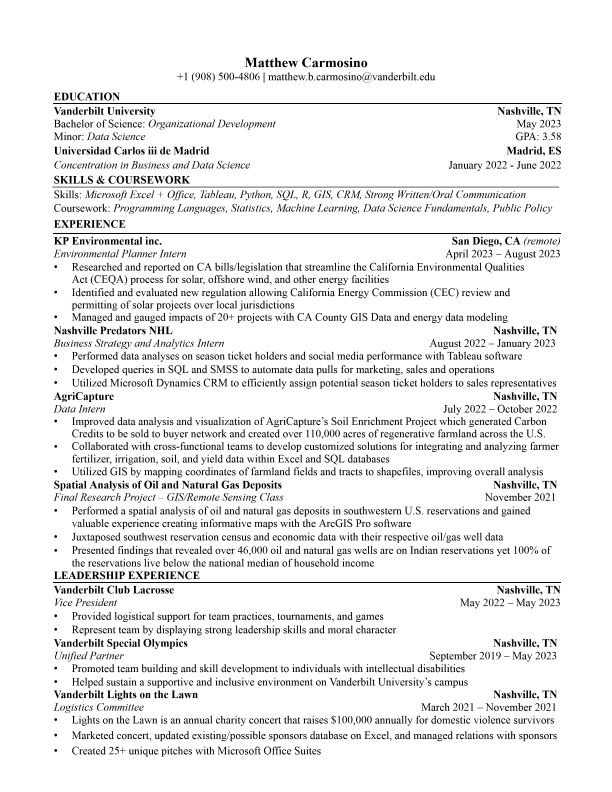 Matthew Carmosino
+1 (908) 500-4806 | matthew.b.carmosino@vanderbilt.edu
EDUCATION
Vanderbilt University Nashville, TN
Bachelor of Science: Organizational Development May 2023
Minor: Data Science GPA: 3.58
Universidad Carlos iii de Madrid Madrid, ES
Concentration in Business and Data Science January 2022 - June 2022
SKILLS & COURSEWORK
Skills: Microsoft Excel + Office, Tableau, Python, SQL, R, GIS, CRM, Strong Written/Oral Communication
Coursework: Programming Languages, Statistics, Machine Learning, Data Science Fundamentals, Public Policy
EXPERIENCE
KP Environmental inc. San Diego, CA (remote)
Environmental Planner Intern April 2023 – August 2023
• Researched and reported on CA bills/legislation that streamline the California Environmental Qualities
Act (CEQA) process for solar, offshore wind, and other energy facilities
• Identified and evaluated new regulation allowing California Energy Commission (CEC) review and
permitting of solar projects over local jurisdictions
• Managed and gauged impacts of 20+ projects with CA County GIS Data and energy data modeling
Nashville Predators NHL Nashville, TN
Business Strategy and Analytics Intern August 2022 – January 2023
• Performed data analyses on season ticket holders and social media performance with Tableau software
• Developed queries in SQL and SMSS to automate data pulls for marketing, sales and operations
• Utilized Microsoft Dynamics CRM to efficiently assign potential season ticket holders to sales representatives
AgriCapture Nashville, TN
Data Intern July 2022 – October 2022
• Improved data analysis and visualization of AgriCapture's Soil Enrichment Project which generated Carbon
Credits to be sold to buyer network and created over 110,000 acres of regenerative farmland across the U.S.
• Collaborated with cross-functional teams to develop customized solutions for integrating and analyzing farmer
fertilizer, irrigation, soil, and yield data within Excel and SQL databases
• Utilized GIS by mapping coordinates of farmland fields and tracts to shapefiles, improving overall analysis
Spatial Analysis of Oil and Natural Gas Deposits Nashville, TN
Final Research Project – GIS/Remote Sensing Class November 2021
• Performed a spatial analysis of oil and natural gas deposits in southwestern U.S. reservations and gained
valuable experience creating informative maps with the ArcGIS Pro software
• Juxtaposed southwest reservation census and economic data with their respective oil/gas well data
• Presented findings that revealed over 46,000 oil and natural gas wells are on Indian reservations yet 100% of
the reservations live below the national median of household income
LEADERSHIP EXPERIENCE
Vanderbilt Club Lacrosse Nashville, TN
Vice President May 2022 – May 2023
• Provided logistical support for team practices, tournaments, and games
• Represent team by displaying strong leadership skills and moral character
Vanderbilt Special Olympics Nashville, TN
Unified Partner September 2019 – May 2023
• Promoted team building and skill development to individuals with intellectual disabilities
• Helped sustain a supportive and inclusive environment on Vanderbilt University's campus
Vanderbilt Lights on the Lawn Nashville, TN
Logistics Committee March 2021 – November 2021
• Lights on the Lawn is an annual charity concert that raises $100,000 annually for domestic violence survivors
• Marketed concert, updated existing/possible sponsors database on Excel, and managed relations with sponsors
• Created 25+ unique pitches with Microsoft Office Suites